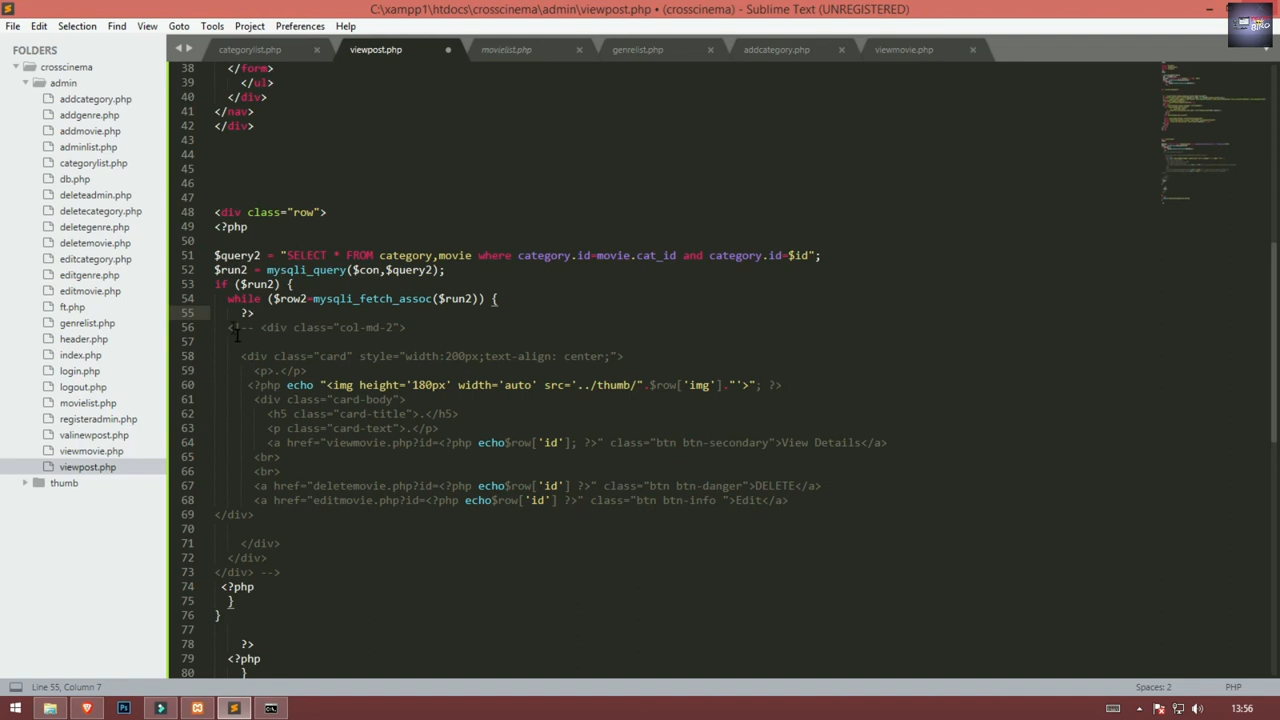 C:\xampp1\htdocs\crosscinema\admin\viewpost.php • (crosscinema) - Sublime Text (UNREGISTERED)
File Edit Selection Find View Goto Tools Project Preferences Help
FOLDERS
crosscinema
admin
addcategory.php
addgenre.php
addmovie.php
adminlist.php
categorylist.php
db.php
deleteadmin.php
deletecategory.php
deletegenre.php
deletemovie.php
editcategory.php
editgenre.php
editmovie.php
ft.php
genrelist.php
header.php
index.php
login.php
logout.php
movielist.php
registeradmin.php
valinewpost.php
viewmovie.php
viewpost.php
thumb
categorylist.php × viewpost.php • movielist.php × genrelist.php × addcategory.php × viewmovie.php ×
38 </form>
39 </ul>
40 </div>
41 </nav>
42 </div>
43
44
45
46
47
48 <div class="row">
49 <?php
50
51 $query2 = "SELECT * FROM category,movie where category.id=movie.cat_id and category.id=$id";
52 $run2 = mysqli_query($con,$query2);
53 if ($run2) {
54 while ($row2=mysqli_fetch_assoc($run2)) {
55 ?>
56 <!-- <div class="col-md-2">
57
58 <div class="card" style="width:200px;text-align: center;">
59 <p>.</p>
60 <?php echo "<img height='180px' width='auto' src='../thumb/".$row['img']."'>"; ?>
61 <div class="card-body">
62 <h5 class="card-title">.</h5>
63 <p class="card-text">.</p>
64 <a href="viewmovie.php?id=<?php echo$row['id']; ?>" class="btn btn-secondary">View Details</a>
65 <br>
66 <br>
67 <a href="deletemovie.php?id=<?php echo$row['id'] ?>" class="btn btn-danger">DELETE</a>
68 <a href="editmovie.php?id=<?php echo$row['id'] ?>" class="btn btn-info ">Edit</a>
69 </div>
70
71 </div>
72 </div>
73 </div> -->
74 <?php
75 }
76 }
77
78 ?>
79 <?php
80 }
Line 55, Column 7 Spaces: 2 PHP
13:56